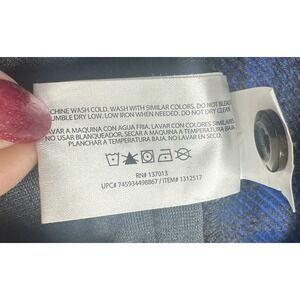 CHINE WASH COLD. WASH WITH SIMILAR COLORS. DO NOT BLEAC
UMBLE DRY LOW. LOW IRON WHEN NEEDED. DO NOT DRY CLEAN
LAVAR A MAQUINA CON AGUA FRIA. LAVAR CON COLORES SIMILARES
NO USAR BLANQUEADOR. SECAR A MAQUINA A TEMPERATURA BAJA.
PLANCHAR A TEMPERATURA BAJA. NO LAVAR EN SECO.
RN# 137013
UPC# 745934498867 / ITEM# 1312517